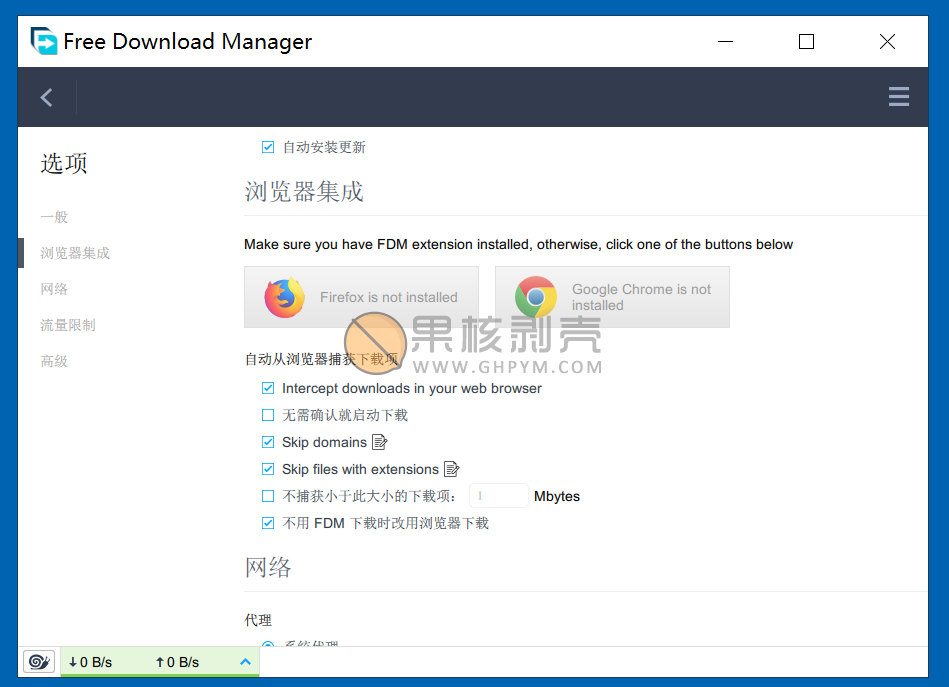 Free Download Manager
自动安装更新
选项
一般
浏览器集成
网络
流量限制
高级
浏览器集成
Make sure you have FDM extension installed, otherwise, click one of the buttons below
Firefox is not installed
Google Chrome is not
installed
果核剥壳
WWW.GHPYM.COM
自动从浏览器捕获下载项
Intercept downloads in your web browser
无需确认就启动下载
Skip domains
Skip files with extensions
不捕获小于此大小的下载项： 1 Mbytes
不用 FDM 下载时改用浏览器下载
网络
代理
系统代理
↓0 B/s ↑0 B/s